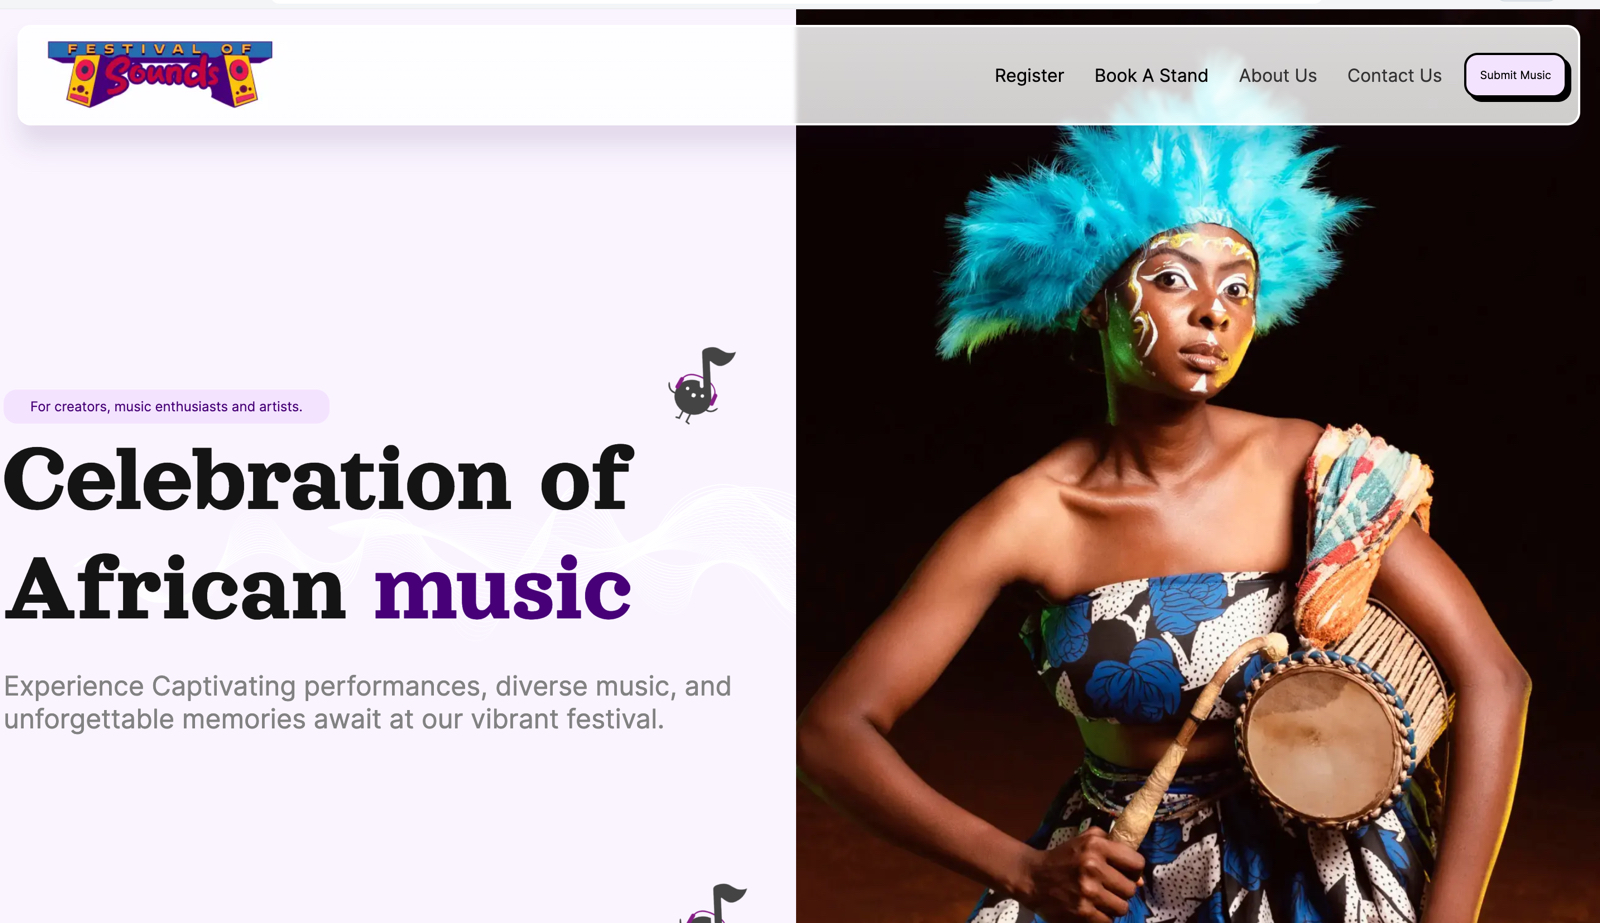 FESTIVAL OF
Sounds
Register
Book A Stand
About Us
Contact Us
Submit Music
For creators, music enthusiasts and artists.
Celebration of
African music
Experience Captivating performances, diverse music, and
unforgettable memories await at our vibrant festival.